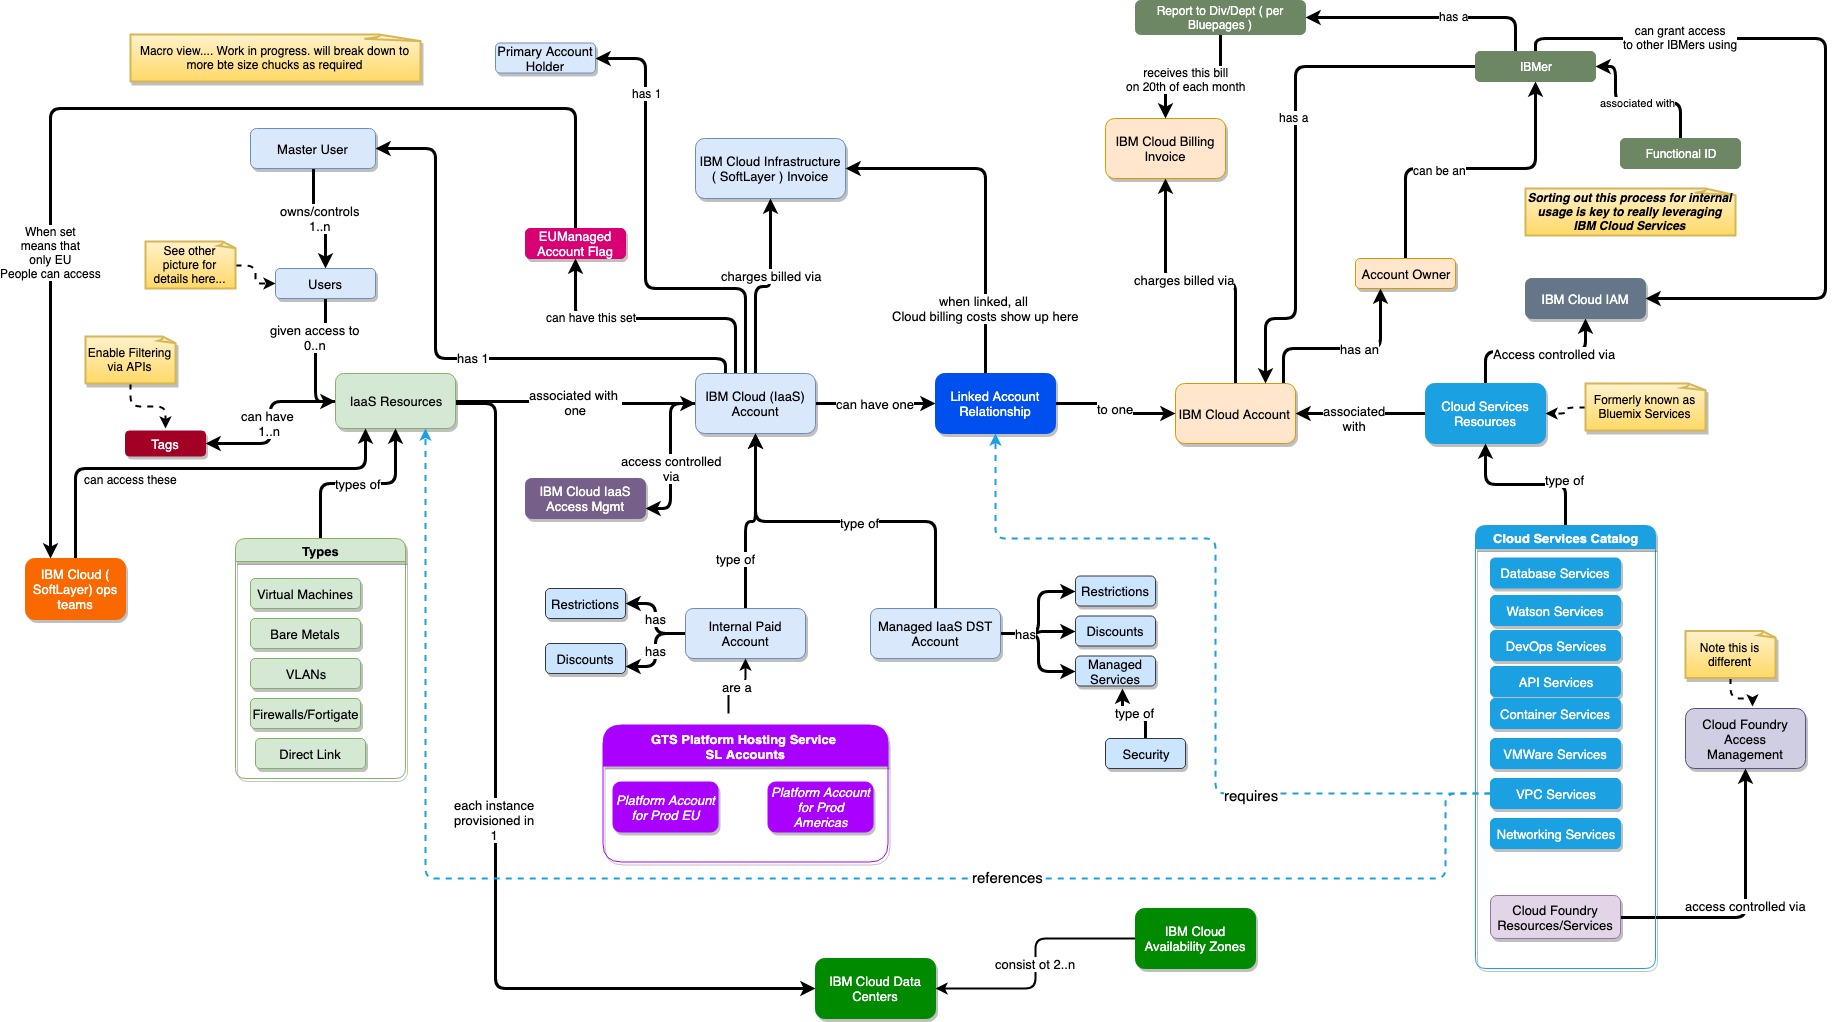 Report to Div/Dept ( per
Bluepages )
has a
can grant access
to other IBMers using
Macro view.... Work in progress. will break down to
more bte size chucks as required
Primary Account
Holder
IBMer
receives this bill
on 20th of each month
has 1
associated with
has a
Master User
IBM Cloud Infrastructure
( SoftLayer ) Invoice
IBM Cloud Billing
Invoice
Functional ID
can be an
owns/controls
1..n
Sorting out this process for internal
usage is key to really leveraging
IBM Cloud Services
When set
means that
only EU
People can access
EUManaged
Account Flag
See other
picture for
details here...
Users
charges billed via
charges billed via
Account Owner
IBM Cloud IAM
when linked, all
Cloud billing costs show up here
can have this set
given access to
0..n
Enable Filtering
via APIs
has 1
has an
Access controlled via
IaaS Resources
associated with
one
IBM Cloud (IaaS)
Account
can have one
Linked Account
Relationship
to one
IBM Cloud Account
associated
with
Cloud Services
Resources
Formerly known as
Bluemix Services
can have
1..n
Tags
access controlled
via
can access these
types of
IBM Cloud IaaS
Access Mgmt
type of
type of
Types
Cloud Services Catalog
type of
IBM Cloud (
SoftLayer) ops
teams
Virtual Machines
Bare Metals
VLANs
Firewalls/Fortigate
Direct Link
Restrictions
has
Discounts
has
Internal Paid
Account
Managed IaaS DST
Account
has
Restrictions
Discounts
Managed
Services
type of
Security
are a
Database Services
Watson Services
DevOps Services
API Services
Container Services
VMWare Services
VPC Services
Networking Services
Note this is
different
Cloud Foundry
Access
Management
GTS Platform Hosting Service
SL Accounts
Platform Account
for Prod EU
Platform Account
for Prod
Americas
each instance
provisioned in
1
requires
references
Cloud Foundry
Resources/Services
access controlled via
IBM Cloud
Availability Zones
consist ot 2..n
IBM Cloud Data
Centers